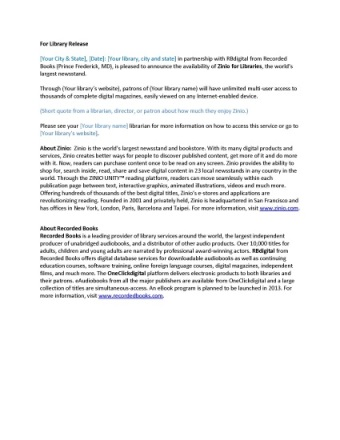 For Library Release
[Your City & State], [Date]: [Your library, city and state] in partnership with RBdigital from Recorded
Books (Prince Frederick, MD), is pleased to announce the availability of Zinio for Libraries, the world's
largest newsstand.
Through {Your library's website}, patrons of {Your library name} will have unlimited multi-user access to
thousands of complete digital magazines, easily viewed on any Internet-enabled device.
(Short quote from a librarian, director, or patron about how much they enjoy Zinio.)
Please see your [Your library name] librarian for more information on how to access this service or go to
[Your library's website].
About Zinio: Zinio is the world's largest newsstand and bookstore. With its many digital products and
services, Zinio creates better ways for people to discover published content, get more of it and do more
with it. Now, readers can purchase content once to be read on any screen. Zinio provides the ability to
shop for, search inside, read, share and save digital content in 23 local newsstands in any country in the
world. Through the ZINIO UNITY™ reading platform, readers can move seamlessly within each
publication page between text, interactive graphics, animated illustrations, videos and much more.
Offering hundreds of thousands of the best digital titles, Zinio's e-stores and applications are
revolutionizing reading. Founded in 2001 and privately held, Zinio is headquartered in San Francisco and
has offices in New York, London, Paris, Barcelona and Taipei. For more information, visit www.zinio.com.
About Recorded Books
Recorded Books is a leading provider of library services around the world, the largest independent
producer of unabridged audiobooks, and a distributor of other audio products. Over 10,000 titles for
adults, children and young adults are narrated by professional award-winning actors. RBdigital from
Recorded Books offers digital database services for downloadable audiobooks as well as continuing
education courses, software training, online foreign language courses, digital magazines, independent
films, and much more. The OneClickdigital platform delivers electronic products to both libraries and
their patrons. eAudiobooks from all the major publishers are available from OneClickdigital and a large
collection of titles are simultaneous-access. An eBook program is planned to be launched in 2013. For
more information, visit www.recordedbooks.com.